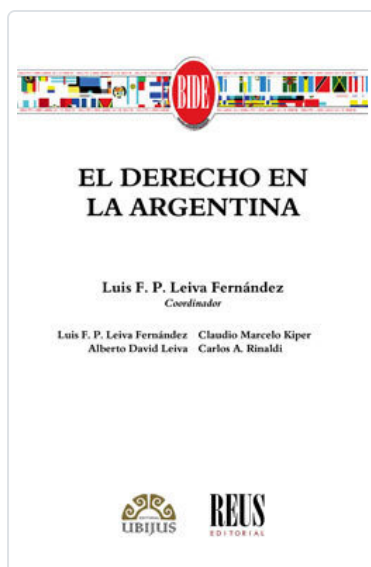 BIDE
EL DERECHO EN
LA ARGENTINA
Luis F. P. Leiva Fernández
Coordinador
Luis F. P. Leiva Fernández Claudio Marcelo Kiper
Alberto David Leiva Carlos A. Rinaldi
EDITORIAL
UBIJUS
REUS
EDITORIAL